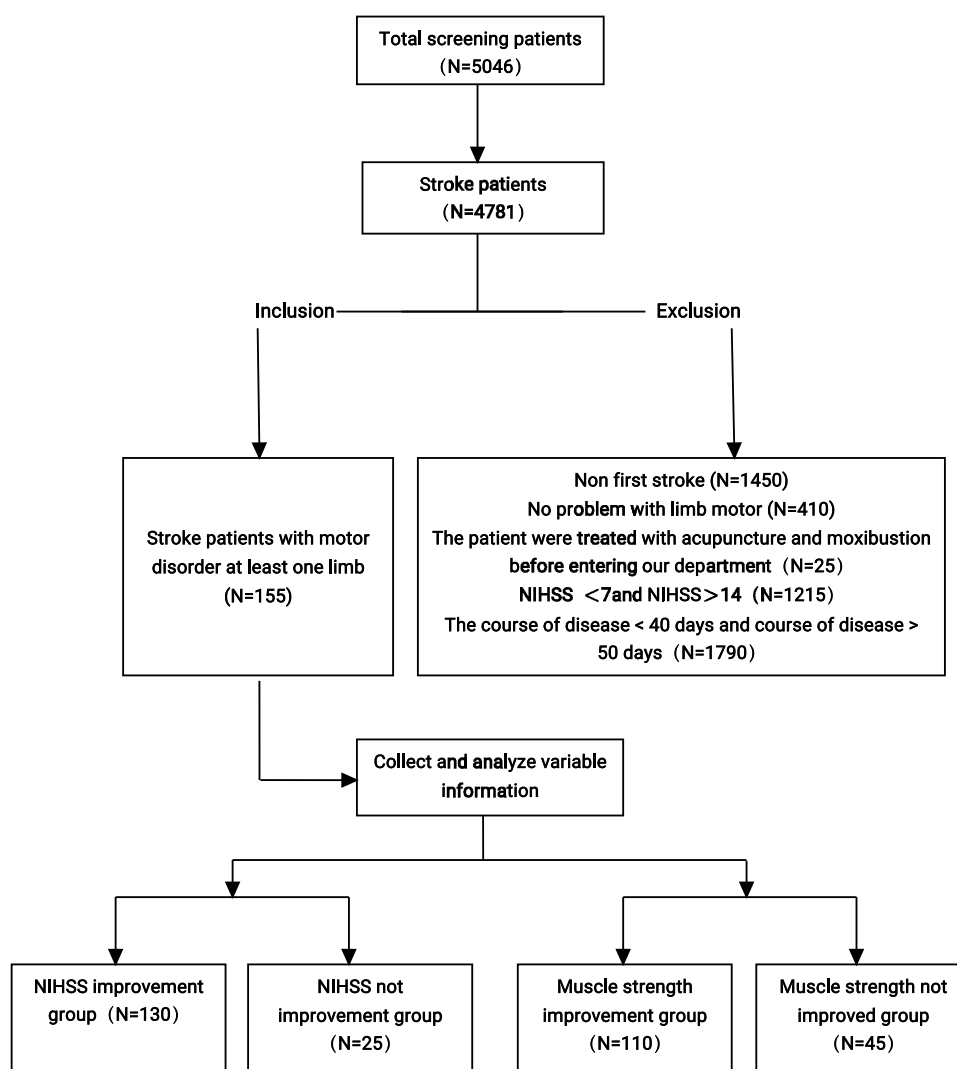 Total screening patients
（N=5046）
Stroke patients
（N=4781）
Inclusion
Exclusion
Stroke patients with motor
disorder at least one limb
(N=155)
Non first stroke (N=1450)
No problem with limb motor (N=410)
The patient were treated with acupuncture and moxibustion
before entering our department（N=25)
NIHSS ＜7and NIHSS＞14（N=1215)
The course of disease < 40 days and course of disease >
50 days（N=1790)
Collect and analyze variable
information
NIHSS improvement
group（N=130）
NIHSS not
improvement group
（N=25）
Muscle strength
improvement group
（N=110）
Muscle strength not
improved group
（N=45）